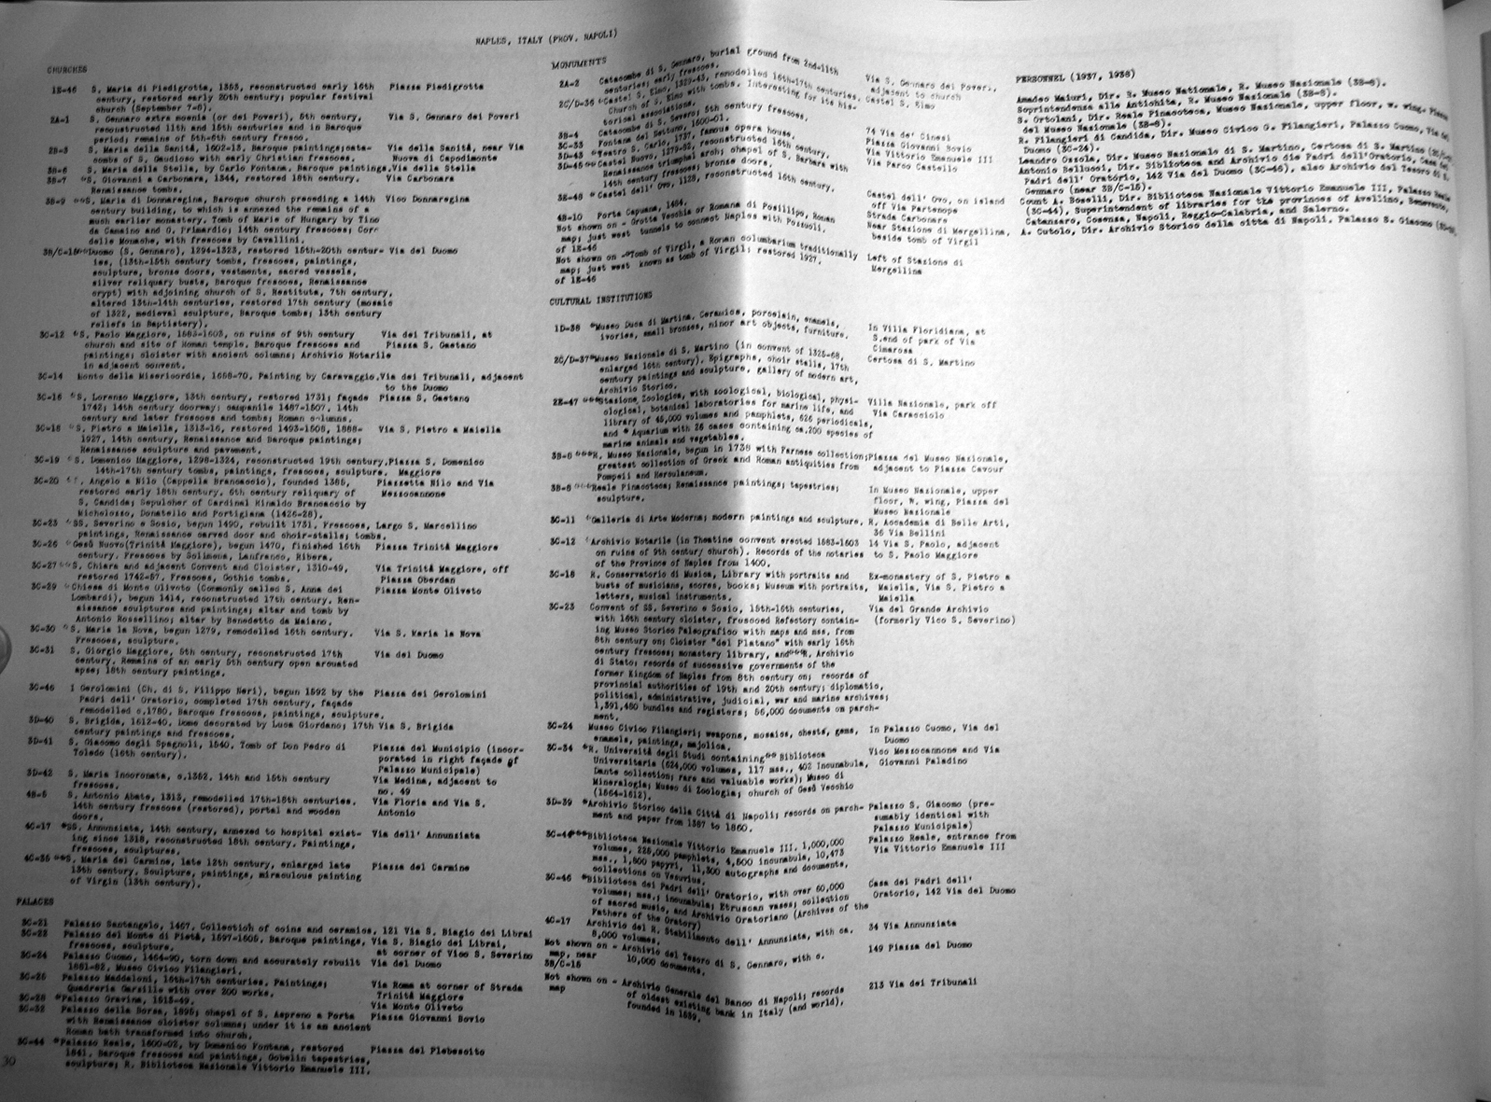 NAPLES, ITALY (PROV. NAPOLI)
CHURCHES
1E-46 S. Maria di Piedigrotta, 1353, reconstructed early 16th Piazza Piedigrotta
century, restored early 20th century; popular festival
church (September 7-8).
2A-1 S. Gennaro extra moenia (or dei Poveri), 5th century, Via S. Gennaro dei Poveri
reconstructed 11th and 15th centuries and in Baroque
period; remains of 5th-6th century fresco.
2B-3 S. Maria della Sanità, 1602-13, Baroque paintings; cata- Via della Sanità, near Via
combs of S. Gaudioso with early Christian frescoes. Nuova di Capodimonte
3B-6 S. Maria della Stella, by Carlo Fontana, Baroque paintings. Via della Stella
3B-7 S. Giovanni a Carbonara, 1344, restored 18th century. Via Carbonara
Renaissance tombs.
3B-9 S. Maria di Donnaregina, Baroque church preceding a 14th Vico Donnaregina
century building, to which is annexed the remains of a
much earlier monastery. Tomb of Marie of Hungary by Tino
da Camaino and G. Primardio; 14th century frescoes; Coro
delle Monache, with frescoes by Cavallini.
3B/C-15 Duomo (S. Gennaro), 1294-1323, restored 15th-20th centur- Via del Duomo
ies, (13th-15th century tombs, frescoes, paintings,
sculpture, bronze doors, vestments, sacred vessels,
silver reliquary busts, Baroque frescoes, Renaissance
crypt) with adjoining church of S. Restituta, 7th century,
altered 13th-14th centuries, restored 17th century (mosaic
of 1322, medieval sculpture, Baroque tombs; 13th century
reliefs in Baptistery).
3C-12 S. Paolo Maggiore, 1583-1603, on ruins of 9th century Via dei Tribunali, at
church and site of Roman temple. Baroque frescoes and Piazza S. Gaetano
paintings; cloister with ancient columns; Archivio Notarile
in adjacent convent.
3C-14 Monte della Misericordia, 1658-70. Painting by Caravaggio. Via dei Tribunali, adjacent
to the Duomo
3C-16 S. Lorenzo Maggiore, 13th century, restored 1731; façade Piazza S. Gaetano
1742; 14th century doorway; campanile 1487-1507. 14th
century and later frescoes and tombs; Roman columns.
3C-18 S. Pietro a Maiella, 1313-16, restored 1493-1508, 1888- Via S. Pietro a Maiella
1927. 14th century, Renaissance and Baroque paintings;
Renaissance sculpture and pavement.
3C-19 S. Domenico Maggiore, 1298-1324, reconstructed 19th century. Piazza S. Domenico
14th-17th century tombs, paintings, frescoes, sculpture. Maggiore
3C-20 Angelo a Nilo (Cappella Brancaccio), founded 1385, Piazzetta Nilo and Via
restored early 18th century. 6th century reliquary of Mezzocannone
S. Candida; Sepulcher of Cardinal Rinaldo Brancaccio by
Michelozzo, Donatello and Portigiana (1426-28).
3C-23 SS. Severino e Sosio, begun 1490, rebuilt 1731. Frescoes, Largo S. Marcellino
paintings, Renaissance carved door and choir-stalls; tombs.
3C-26 Gesù Nuovo (Trinità Maggiore), begun 1470, finished 16th Piazza Trinità Maggiore
century. Frescoes by Solimena, Lanfranco, Ribera.
3C-27 S. Chiara and adjacent Convent and Cloister, 1310-49, Via Trinità Maggiore, off
restored 1742-57. Frescoes, Gothic tombs. Piazza Oberdan
3C-29 Chiesa di Monte Oliveto (Commonly called S. Anna dei Piazza Monte Oliveto
Lombardi), begun 1414, reconstructed 17th century. Ren-
aissance sculptures and paintings; altar and tomb by
Antonio Rossellino; altar by Benedetto da Maiano.
3C-30 S. Maria la Nova, begun 1279, remodelled 16th century. Via S. Maria la Nova
Frescoes, sculpture.
3C-31 S. Giorgio Maggiore, 5th century, reconstructed 17th Via del Duomo
century. Remains of an early 5th century open arcuated
apse; 18th century paintings.
3C-46 I Gerolomini (Ch. di S. Filippo Neri), begun 1592 by the Piazza dei Gerolomini
Padri dell' Oratorio, completed 17th century, façade
remodelled c.1780. Baroque frescoes, paintings, sculpture.
3D-40 S. Brigida, 1612-40. Dome decorated by Luca Giordano; 17th Via S. Brigida
century paintings and frescoes.
3D-41 S. Giacomo degli Spagnoli, 1540. Tomb of Don Pedro di Piazza del Municipio (incor-
Toledo (16th century). porated in right façade of
Palazzo Municipale)
3D-42 S. Maria Incoronata, c.1352. 14th and 15th century Via Medina, adjacent to
frescoes. no. 49
4B-5 S. Antonio Abate, 1313, remodelled 17th-18th centuries. Via Floria and Via S.
14th century frescoes (restored), portal and wooden Antonio
doors.
4C-17 *SS. Annunziata, 14th century, annexed to hospital exist- Via dell' Annunziata
ing since 1318, reconstructed 18th century. Paintings,
frescoes, sculpture.
4C-35 S. Maria del Carmine, late 12th century, enlarged late Piazza del Carmine
13th century. Sculpture, paintings, miraculous painting
of Virgin (13th century).
PALACES
3C-21 Palazzo Santangelo, 1467. Collection of coins and ceramics. 121 Via S. Biagio dei Librai
3C-22 Palazzo del Monte di Pietà, 1597-1605, Baroque paintings, Via S. Biagio dei Librai,
frescoes, sculpture. at corner of Vico S. Severino
3C-24 Palazzo Cuomo, 1464-90, torn down and accurately rebuilt Via del Duomo
1881-82, Museo Civico Filangieri.
3C-25 Palazzo Maddaloni, 16th-17th centuries. Paintings; Via Roma at corner of Strada
Quadreria Garzille with over 200 works. Trinità Maggiore
3C-28 *Palazzo Gravina, 1513-49. Via Monte Oliveto
3C-32 Palazzo della Borsa, 1895; chapel of S. Aspreno a Porto Piazza Giovanni Bovio
with Renaissance cloister columns; under it is an ancient
Roman bath transformed into church.
3C-44 *Palazzo Reale, 1600-02, by Domenico Fontana, restored Piazza del Plebescito
1841. Baroque frescoes and paintings, Gobelin tapestries,
sculpture; R. Biblioteca Nazionale Vittorio Emanuele III.
30
MONUMENTS
2A-2 Catacombe di S. Gennaro, burial ground from 2nd-11th Via S. Gennaro dei Poveri,
centuries; early frescoes. adjacent to church
2C/D-36 Castel S. Elmo, 1329-43, remodelled 16th-17th centuries, Castel S. Elmo
Church of S. Elmo with tombs. Interesting for its his-
torical associations.
3B-4 Catacombe di S. Severo; 5th century frescoes, 74 Via de' Cinesi
3C-33 Fontana del Nettuno, 1600-01. Piazza Giovanni Bovio
3D-43 *Teatro S. Carlo, 1737, famous opera house, Via Vittorio Emanuele III
3D-45 Castel Nuovo, 1279-82, reconstructed 16th century, Via Parco Castello
Renaissance triumphal arch; chapel of S. Barbara with
14th century frescoes; bronze doors.
3E-48 Castel dell' Ovo, 1128, reconstructed 16th century, Castel dell' Ovo, on island
off Via Partenope
4B-10 Porta Capuana, 1484. Strada Carbonara
Not shown on - Grotta Vecchia or Romana di Posillipo, Roman Near Stazione di Mergellina,
map; just west tunnels to connect Naples with Pozzuoli, beside tomb of Virgil
of 1E-46
Not shown on -*Tomb of Virgil, a Roman columbarium traditionally Left of Stazione di
map; just west known as tomb of Virgil; restored 1927. Mergellina
of 1E-46
CULTURAL INSTITUTIONS
1D-38 *Museo Duca di Martina. Ceramics, porcelain, enamels, In Villa Floridiana, at
ivories, small bronzes, minor art objects, furniture. S. end of park of Via
Cimarosa
2C/D-37 *Museo Nazionale di S. Martino (in convent of 1325-68, Certosa di S. Martino
enlarged 16th century). Epigraphs, choir stalls, 17th
century paintings and sculpture, gallery of modern art,
Archivio Storico.
2E-47 ***Stazione Zoologica, with zoological, biological, physi- Villa Nazionale, park off
ological, botanical laboratories for marine life, and Via Caracciolo
library of 45,000 volumes and pamphlets, 626 periodicals,
and * Aquarium with 26 cases containing ca.200 species of
marine animals and vegetables.
3B-8 ***R. Museo Nazionale, begun in 1738 with Farnese collection; Piazza del Museo Nazionale,
greatest collection of Greek and Roman antiquities from adjacent to Piazza Cavour
Pompeii and Herculaneum.
3B-8 ***Reale Pinacoteca; Renaissance paintings; tapestries; In Museo Nazionale, upper
sculpture. floor, W. wing, Piazza del
Museo Nazionale
3C-11 *Galleria di Arte Moderna; modern paintings and sculpture. R. Accademia di Belle Arti,
36 Via Bellini
3C-12 Archivio Notarile (in Theatine convent erected 1583-1603 14 Via S. Paolo, adjacent
on ruins of 9th century church). Records of the notaries to S. Paolo Maggiore
of the Province of Naples from 1400.
3C-18 R. Conservatorio di Musica, Library with portraits and Ex-monastery of S. Pietro a
busts of musicians, scores, books; Museum with portraits, Maiella, Via S. Pietro a
letters, musical instruments. Maiella
3C-23 Convent of SS. Severino e Sosio, 15th-16th centuries, Via del Grande Archivio
with 16th century cloister, frescoed Refectory contain- (formerly Vico S. Severino)
ing Museo Storico Paleografico with maps and mss. from
8th century on; Cloister "del Platano" with early 16th
century frescoes; monastery library, and***R. Archivio
di Stato; records of successive governments of the
former Kingdom of Naples from 8th century on; records of
provincial authorities of 19th and 20th century; diplomatic,
political, administrative, judicial, war and marine archives;
1,391,480 bundles and registers; 56,000 documents on parch-
ment.
3C-24 Museo Civico Filangieri; weapons, mosaics, chests, gems, In Palazzo Cuomo, Via del
enamels, paintings, majolica. Duomo
3C-34 *R. Università degli Studi containing** Biblioteca Vico Mezzocannone and Via
Universitaria (624,000 volumes, 117 mss., 402 incunabula, Giovanni Paladino
Dante collection; rare and valuable works); Museo di
Mineralogia; Museo di Zoologia; church of Gesù Vecchio
(1564-1612).
3D-39 *Archivio Storico della Città di Napoli; records on parch- Palazzo S. Giacomo (pre-
ment and paper from 1387 to 1860. sumably identical with
Palazzo Municipale)
3C-44 ***Biblioteca Nazionale Vittorio Emanuele III. 1,000,000 Palazzo Reale, entrance from
volumes, 225,000 pamphlets, 4,500 incunabula, 10,473 Via Vittorio Emanuele III
mss., 1,800 papyri, 11,300 autographs and documents,
collections on Vesuvius.
3C-46 *Biblioteca dei Padri dell' Oratorio, with over 60,000 Casa dei Padri dell'
volumes; mss.; incunabula; Etruscan vases; collection Oratorio, 142 Via del Duomo
of sacred music, and Archivio Oratoriano (Archives of the
Fathers of the Oratory)
4C-17 Archivio del R. Stabilimento dell' Annunziata, with ca. 34 Via Annunziata
8,000 volumes.
Not shown on - Archivio del Tesoro di S. Gennaro, with c. 149 Piazza del Duomo
map, near 10,000 documents.
3B/C-15
Not shown on - Archivio Generale del Banco di Napoli; records 213 Via dei Tribunali
map of oldest existing bank in Italy (and world),
founded in 1539.
PERSONNEL (1937, 1938)
Amadeo Maiuri, Dir. R. Museo Nationale, R. Museo Nazionale (3B-8).
Soprintendenza alle Antichita, R. Museo Nazionale (3B-8).
S. Ortolani, Dir. Reale Pinacoteca, Museo Nazionale, upper floor, w. wing, Piazza
del Museo Nazionale (3B-8).
R. Filangieri di Candida, Dir. Museo Civico G. Filangieri, Palazzo Cuomo, Via del
Duomo (3C-24).
Leandro Ozzola, Dir. Museo Nazionale di S. Martino, Certosa di S. Martino
Antonio Bellucci, Dir. Biblioteca and Archivio die Padri dell'Oratorio, Casa dei
Padri dell' Oratorio, 142 Via del Duomo (3C-46), also Archivio del Tesoro di S.
Gennaro (near 3B/C-15).
Count A. Boselli, Dir. Biblioteca Nazionale Vittorio Emanuele III, Palazzo Reale
(3C-44), Superintendent of libraries for the provinces of Avellino, Benevento,
Catanzaro, Cosenza, Napoli, Reggio-Calabria, and Salerno.
A. Cutolo, Dir. Archivio Storico della citta di Napoli, Palazzo S. Giacomo (3D-39).